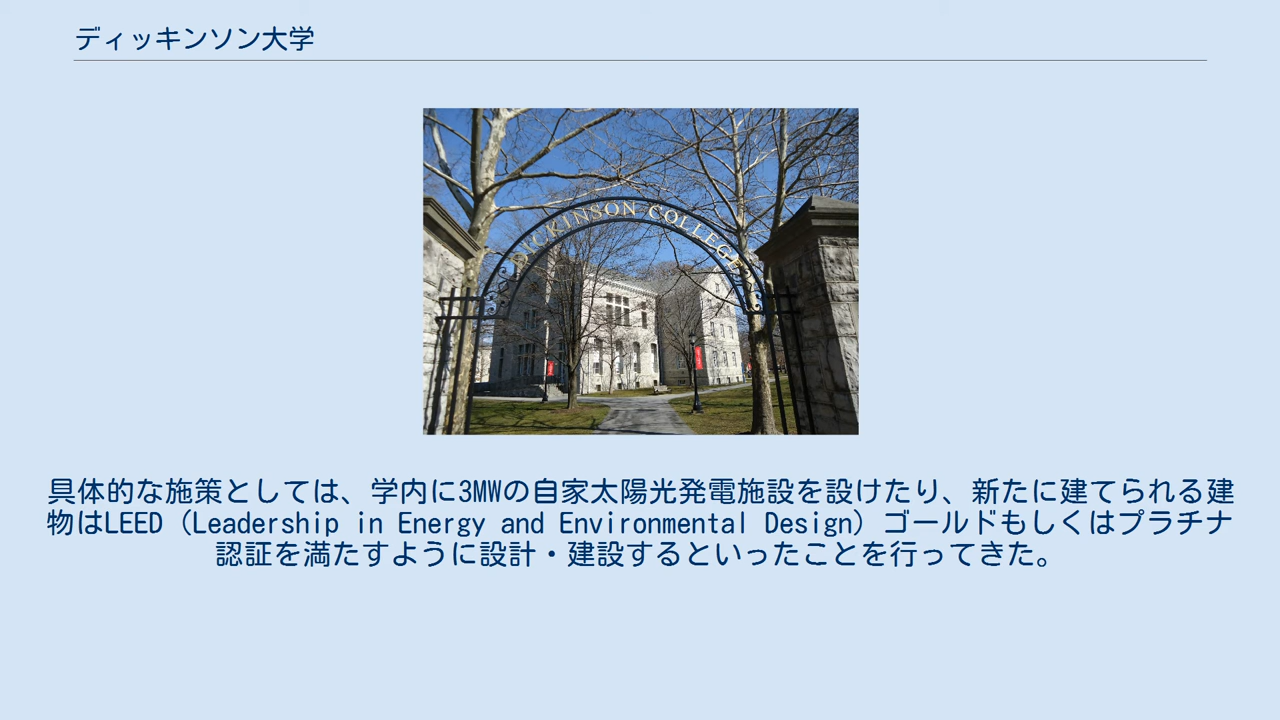 ディッキンソン大学
DICKINSON COLLEGE
具体的な施策としては、学内に3MWの自家太陽光発電施設を設けたり、新たに建てられる建
物はLEED（Leadership in Energy and Environmental Design）ゴールドもしくはプラチナ
認証を満たすように設計・建設するといったことを行ってきた。